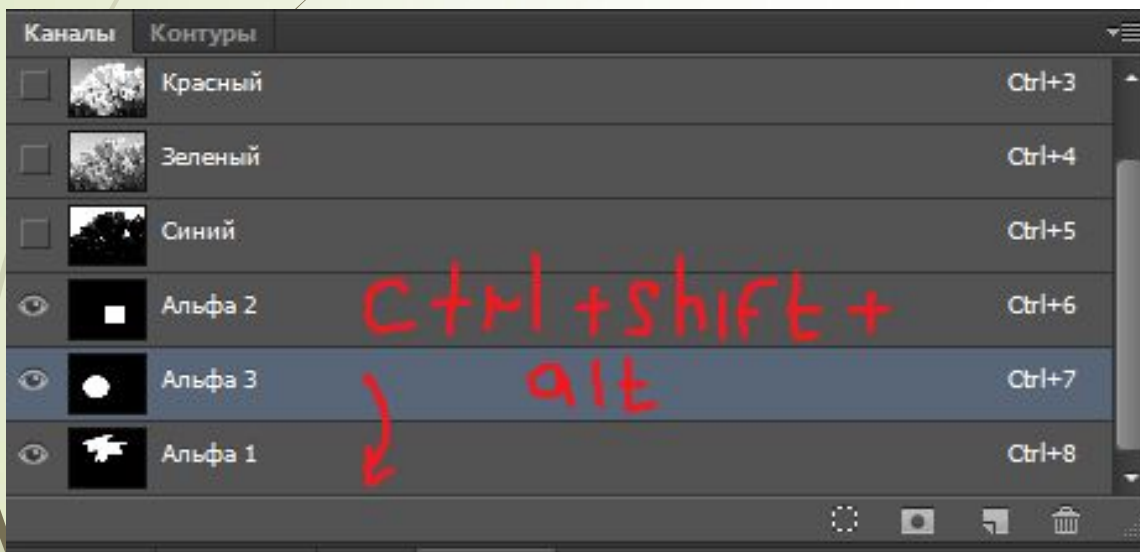 Каналы Контуры
Красный Ctrl+3
Зеленый Ctrl+4
Синий Ctrl+5
Альфа 2 Ctrl+6
Ctrl+shift+
Альфа 3 Ctrl+7
alt
Альфа 1 Ctrl+8